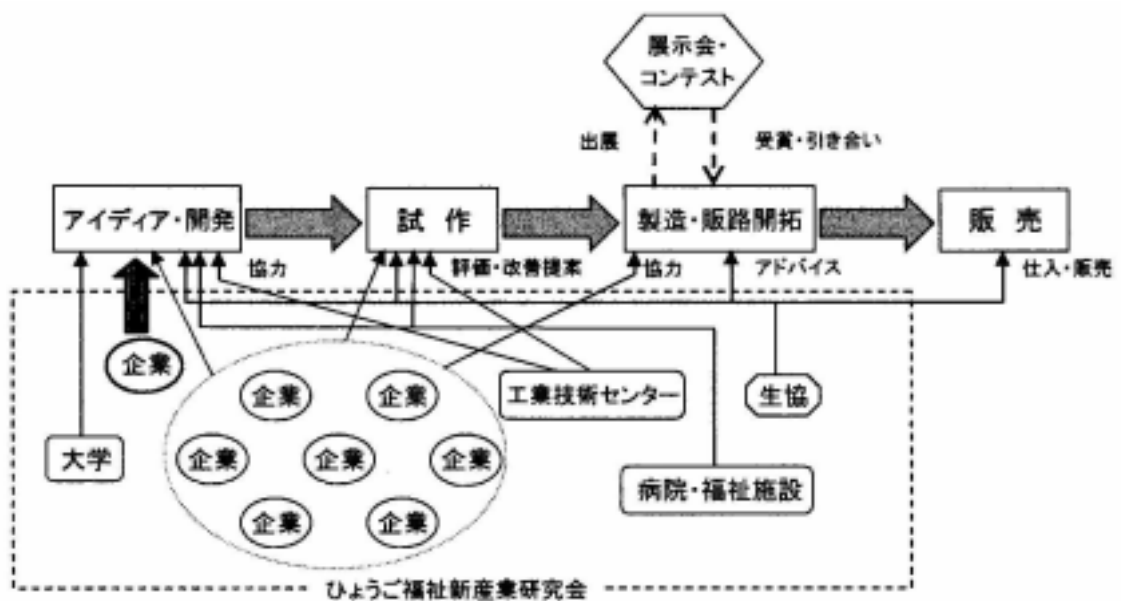 展示会・
コンテスト
出展
受賞・引き合い
アイディア・開発
試 作
製造・販路開拓
販 売
協力
評価・改善提案
協力
アドバイス
仕入・販売
企業
企業
企業
工業技術センター
生協
大学
企業
企業
企業
病院・福祉施設
企業
企業
ひょうご福祉新産業研究会